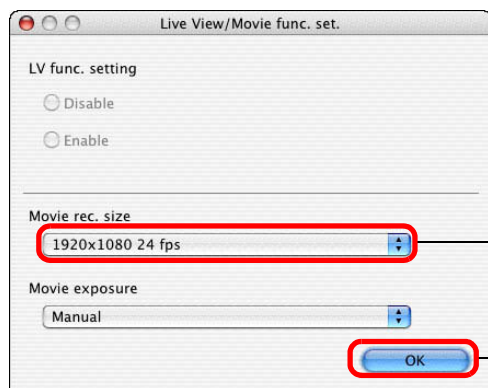 Live View/Movie func. set.
LV func. setting
Disable
Enable
Movie rec. size
1920x1080 24 fps
Movie exposure
Manual
OK